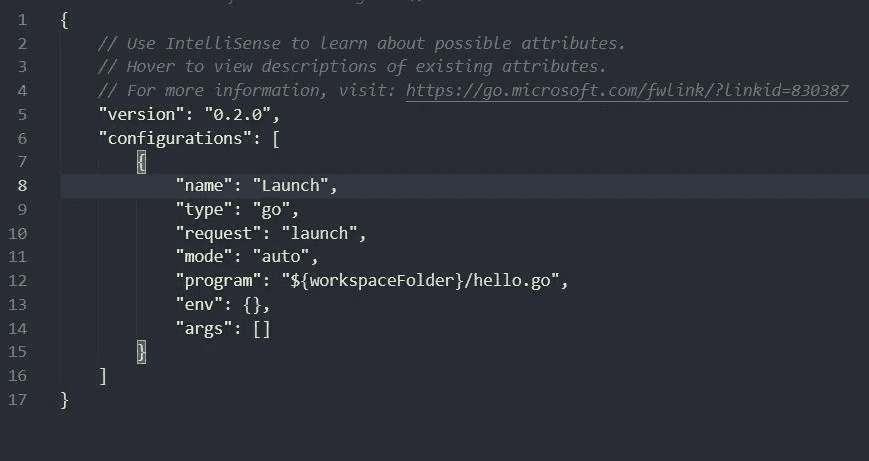 1 {
2 // Use IntelliSense to learn about possible attributes.
3 // Hover to view descriptions of existing attributes.
4 // For more information, visit: https://go.microsoft.com/fwlink/?linkid=830387
5 "version": "0.2.0",
6 "configurations": [
7 {
8 "name": "Launch",
9 "type": "go",
10 "request": "launch",
11 "mode": "auto",
12 "program": "${workspaceFolder}/hello.go",
13 "env": {},
14 "args": []
15 }
16 ]
17 }